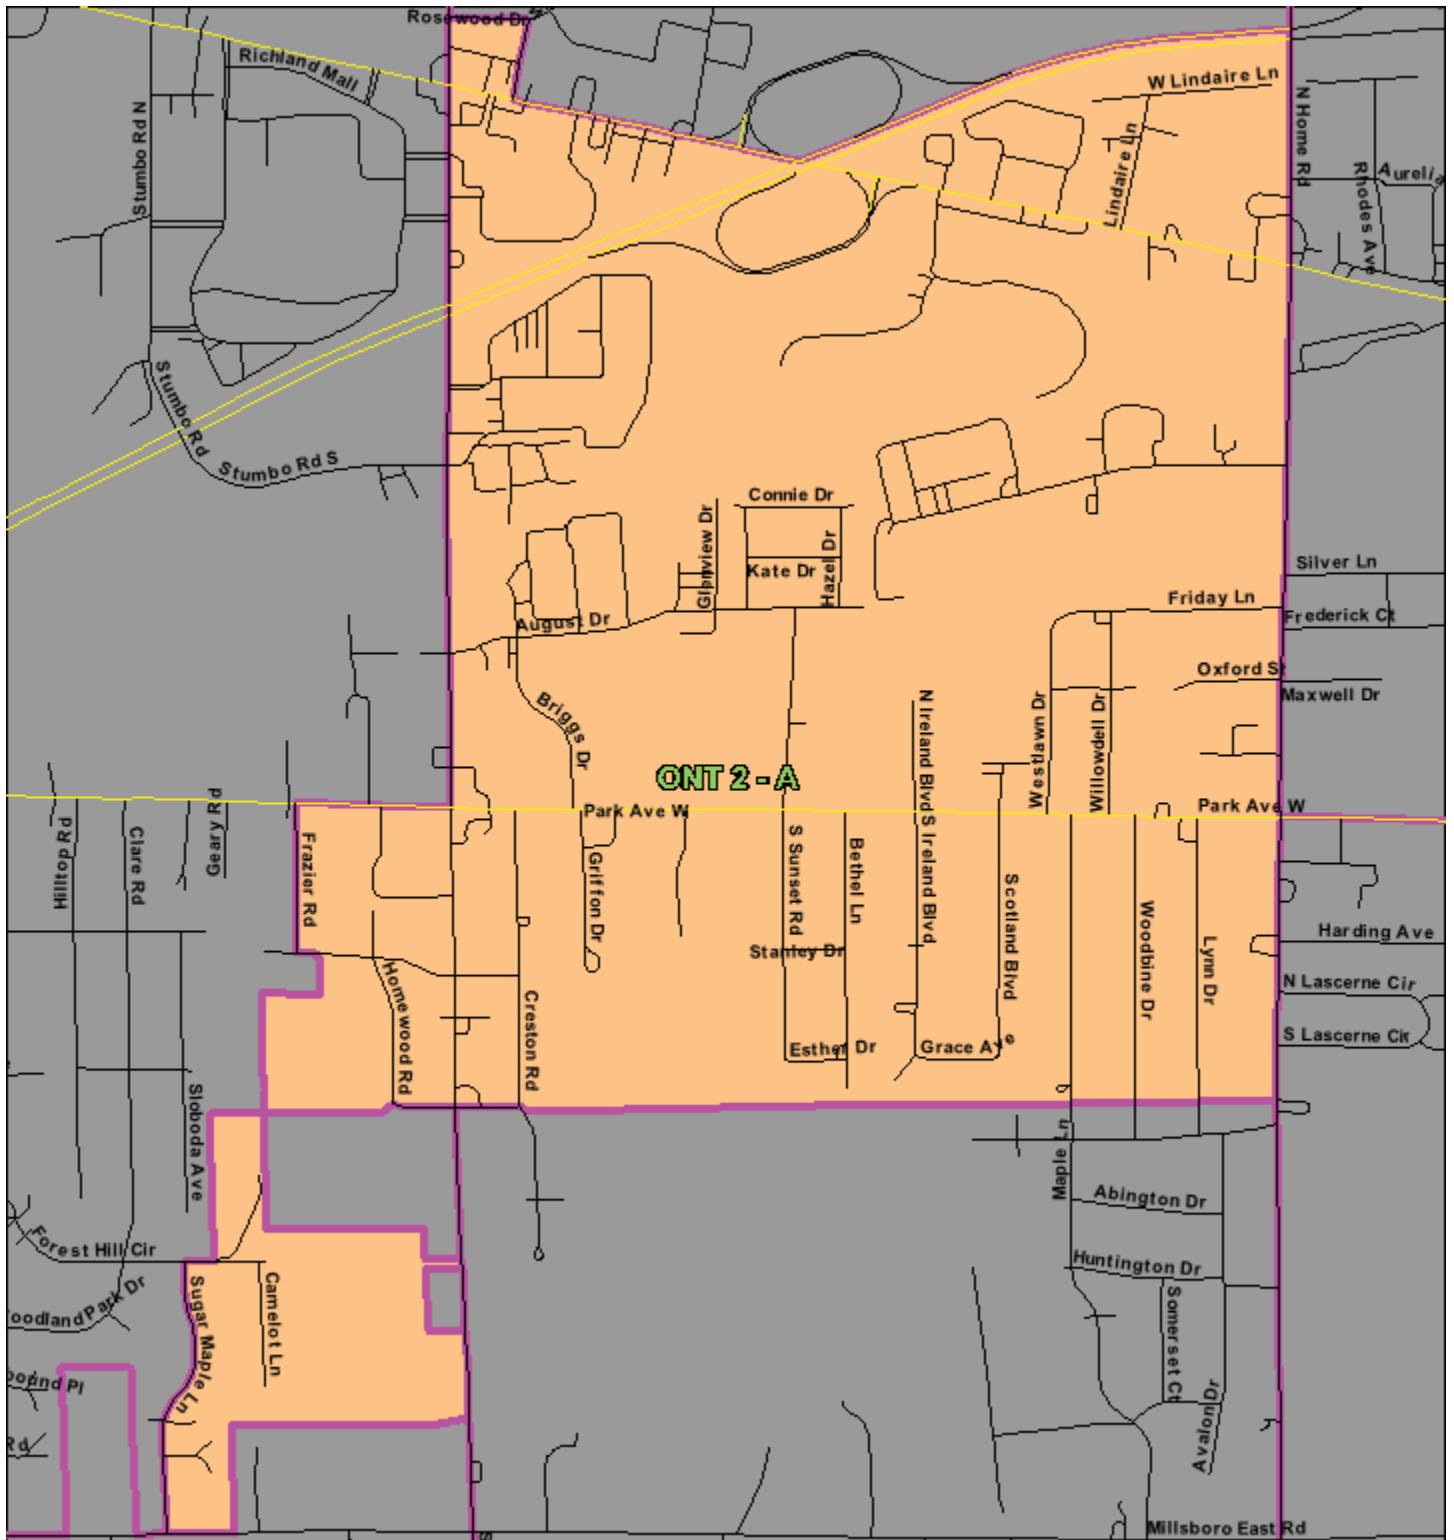 Rosewood Dr
Richland Mall
W Lindaire Ln
N Home Rd
Stumbo Rd N
Lindaire Ln
Rhodes Ave
Aurelia
Stumbo Rd
Stumbo Rd S
Connie Dr
Glenview Dr
Kate Dr
Hazel Dr
Silver Ln
Friday Ln
Frederick Ct
August Dr
Oxford St
Maxwell Dr
Briggs Dr
N Ireland Blvd
Westlawn Dr
Willowdell Dr
ONT 2 - A
Park Ave W
Park Ave W
Hilltop Rd
Clare Rd
Geary Rd
Frazier Rd
Griffon Dr
S Sunset Rd
Bethel Ln
S Ireland Blvd
Scotland Blvd
Woodbine Dr
Lynn Dr
Harding Ave
Stanley Dr
Homewood Rd
Creston Rd
N Lascerne Cir
S Lascerne Cir
Esther Dr
Grace Ave
Sloboda Ave
Maple Ln
Abington Dr
Forest Hill Cir
Huntington Dr
oodland Park Dr
Sugar Maple Ln
Camelot Ln
Somerset Ct
Avalon Dr
bound Pl
Rd
Millsboro East Rd